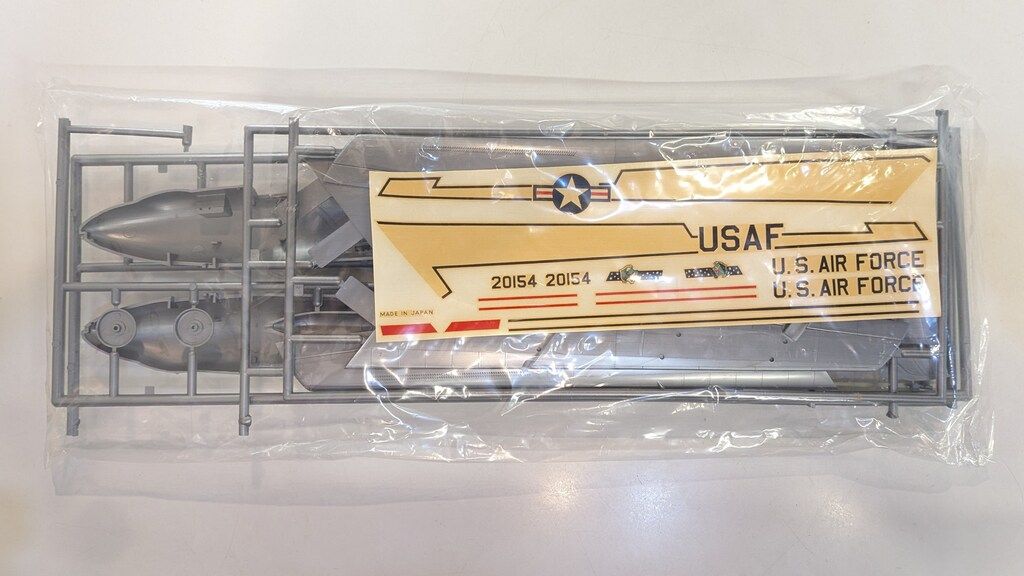 USAF
U.S. AIR FORCE
20154 20154
U.S. AIR FORCE
MADE IN JAPAN